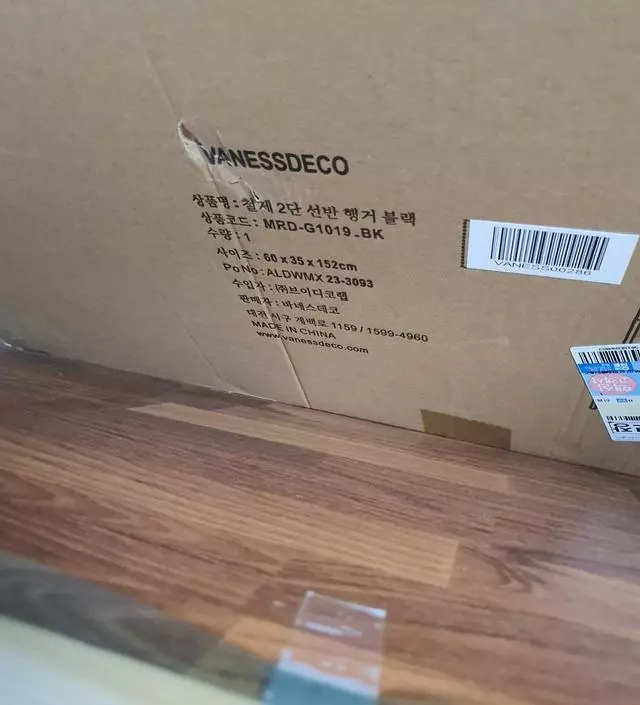 VANESSDECO
상품명 : 철제 2단 선반 행거 블랙
상품코드 : MRD-G1019_BK
수량 : 1
사이즈 : 60 x 35 x 152cm
Po No : ALDWMX 23-3093
수입자 : (주)브이디코랩
판매자 : 바네스데코
대전 서구 계백로 1159 / 1599-4960
MADE IN CHINA
www.vanessdeco.com
VANESS00286